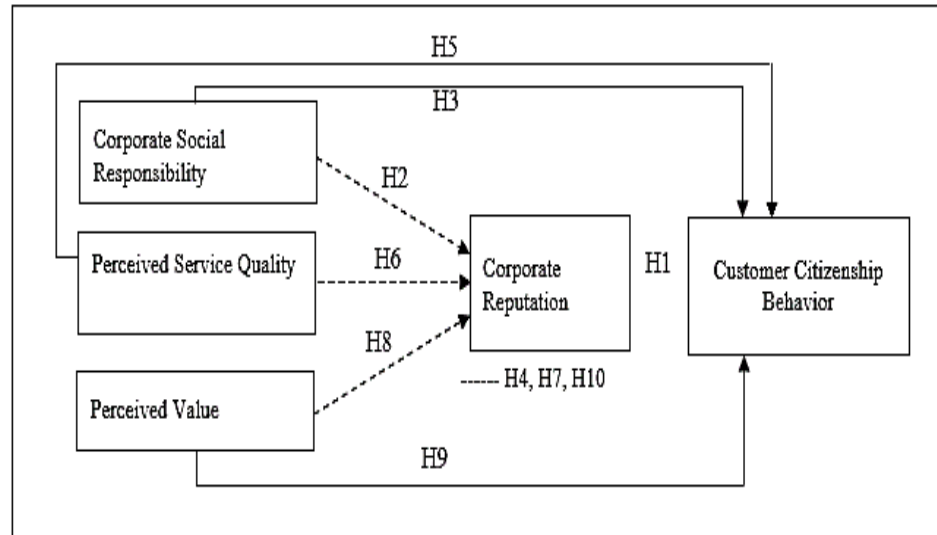 H5
H3
Corporate Social
Responsibility
H2
Perceived Service Quality
H6
Corporate
Reputation
H1
Customer Citizenship
Behavior
H8
H4, H7, H10
Perceived Value
H9